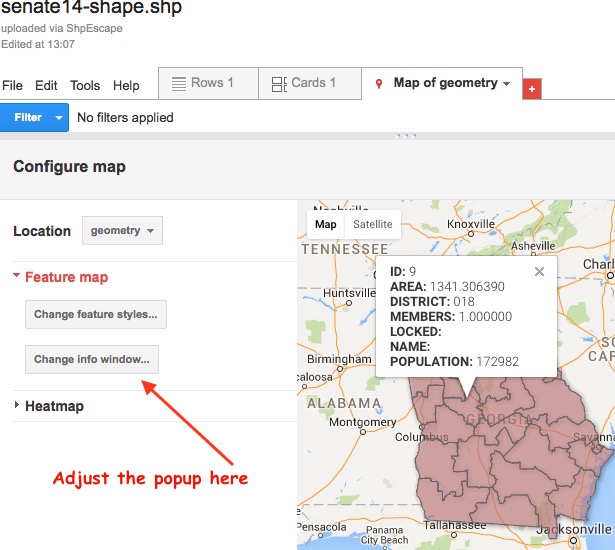 senate14-shape.shp
uploaded via ShpEscape
Edited at 13:07
File Edit Tools Help
Rows 1
Cards 1
Map of geometry
+
Filter
No filters applied
Configure map
Location geometry
Feature map
Change feature styles...
Change info window...
Heatmap
Adjust the popup here
Map Satellite
Nashville
Knoxville
TENNESSEE
Asheville
Charl
Huntsville
ID: 9
AREA: 1341.306390
DISTRICT: 018
MEMBERS: 1.000000
LOCKED:
NAME:
POPULATION: 172982
SC
CAR
Birmingham
caloosa
ALABAMA
GEORGIA
Montgomery
Columbus
Savanna
Tallahassee
Jacksonville
Pensacola
Panama
City